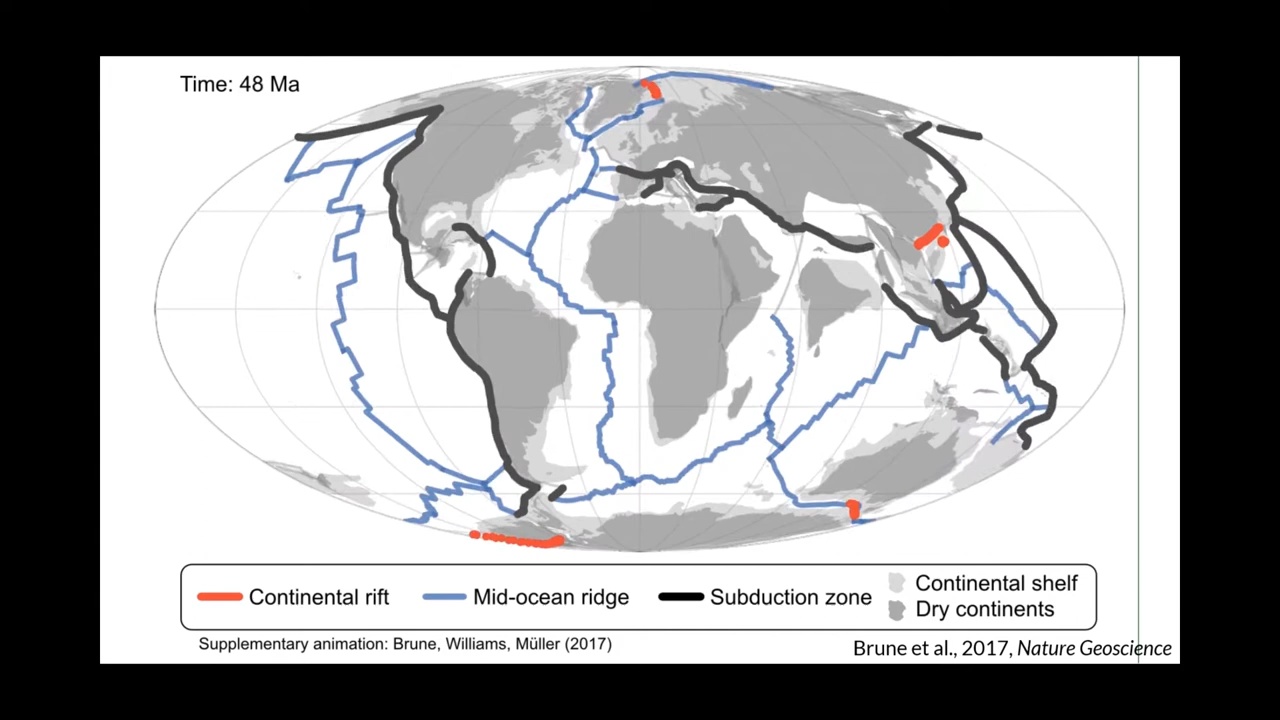 Time: 48 Ma
Continental rift
Mid-ocean ridge
Subduction zone
Continental shelf
Dry continents
Supplementary animation: Brune, Williams, Müller (2017)
Brune et al., 2017, Nature Geoscience